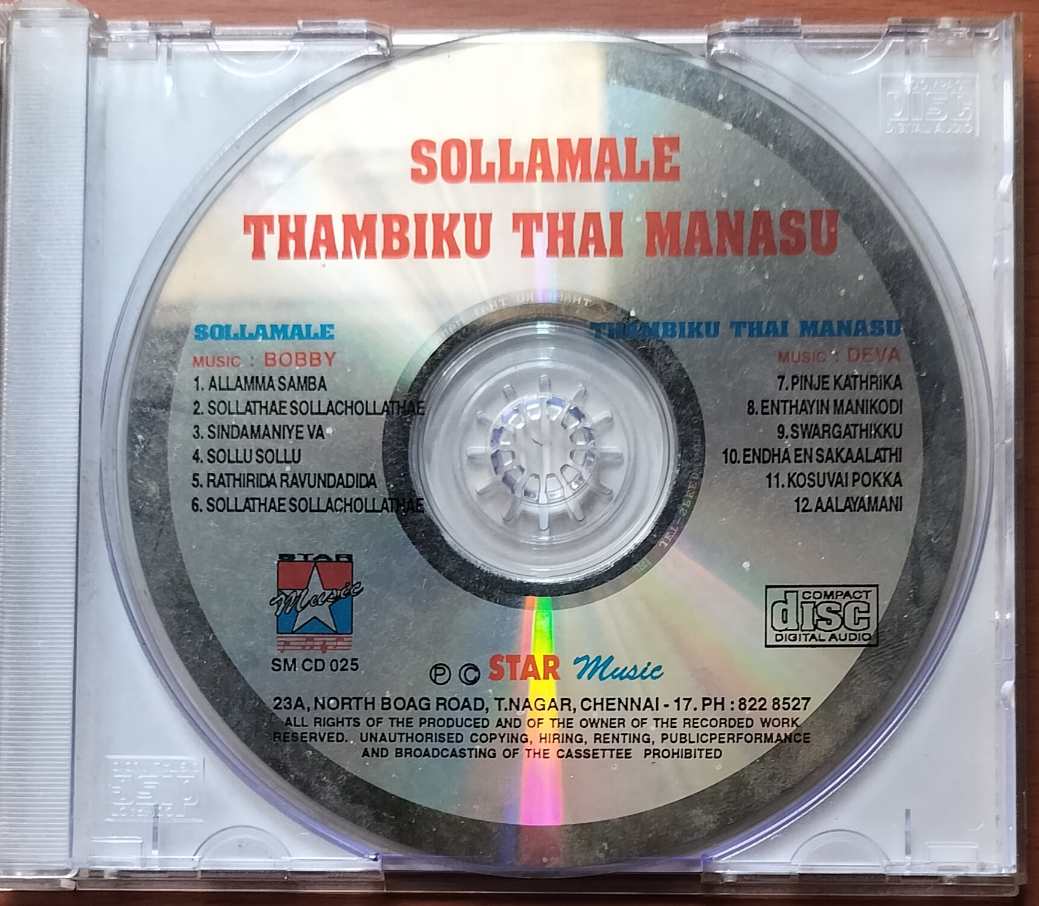 SOLLAMALE
THAMBIKU THAI MANASU
SOLLAMALE
MUSIC : BOBBY
1. ALLAMMA SAMBA
2. SOLLATHAE SOLLACHOLLATHAE
3. SINDAMANIYE VA
4. SOLLU SOLLU
5. RATHIRIDA RAVUNDADIDA
6. SOLLATHAE SOLLACHOLLATHAE
THAMBIKU THAI MANASU
MUSIC : DEVA
7. PINJE KATHRIKA
8. ENTHAYIN MANIKODI
9. SWARGATHIKKU
10. ENDHA EN SAKAALATHI
11. KOSUVAI POKKA
12. AALAYAMANI
STAR
Music
SM CD 025
COMPACT
disc
DIGITAL AUDIO
℗ © STAR Music
23A, NORTH BOAG ROAD, T.NAGAR, CHENNAI - 17. PH : 822 8527
ALL RIGHTS OF THE PRODUCED AND OF THE OWNER OF THE RECORDED WORK
RESERVED.. UNAUTHORISED COPYING, HIRING, RENTING, PUBLICPERFORMANCE
AND BROADCASTING OF THE CASSETTEE PROHIBITED
COMPACT
disc
DIGITAL AUDIO